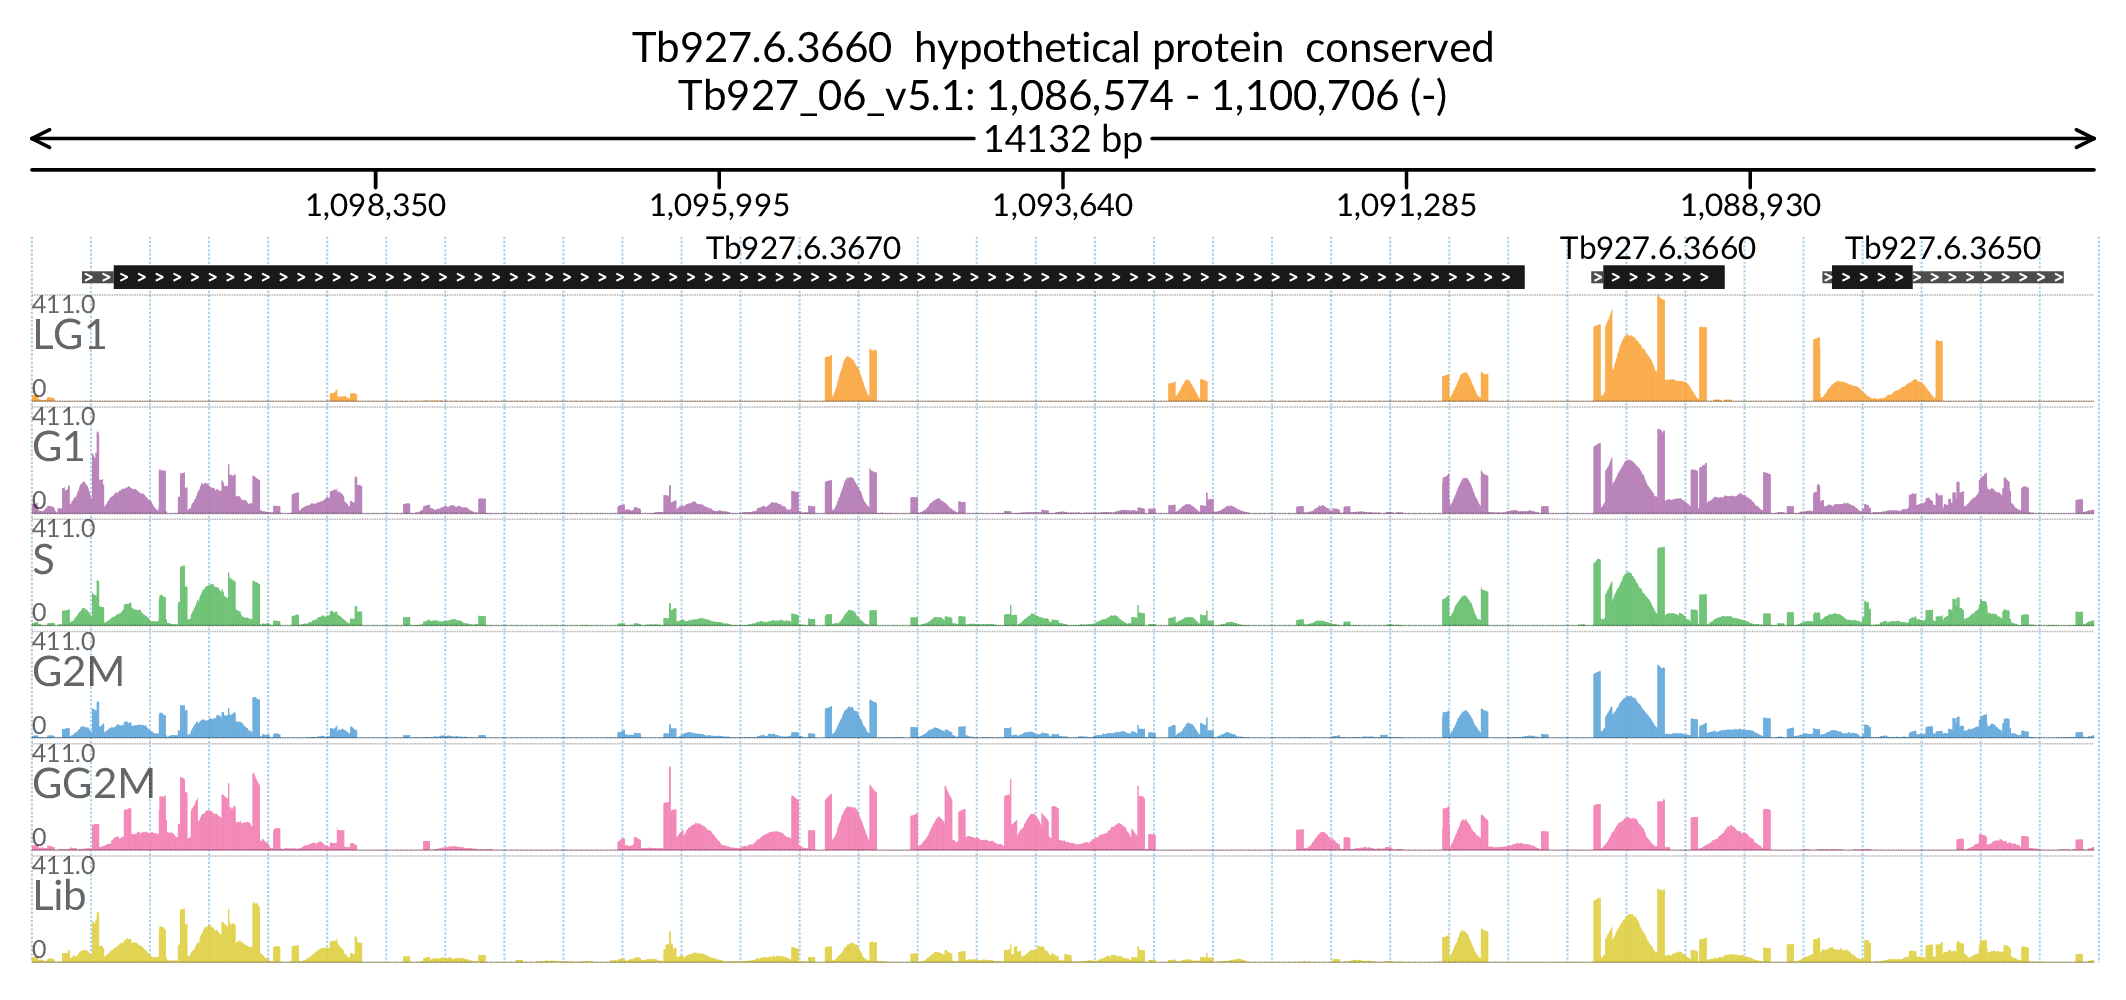 Tb927.6.3660 hypothetical protein conserved
Tb927_06_v5.1: 1,086,574 - 1,100,706 (-)
14132 bp
1,098,350 1,095,995 1,093,640 1,091,285 1,088,930
Tb927.6.3670 Tb927.6.3660 Tb927.6.3650
411.0
LG1
0
411.0
G1
0
411.0
S
0
411.0
G2M
0
411.0
GG2M
0
411.0
Lib
0